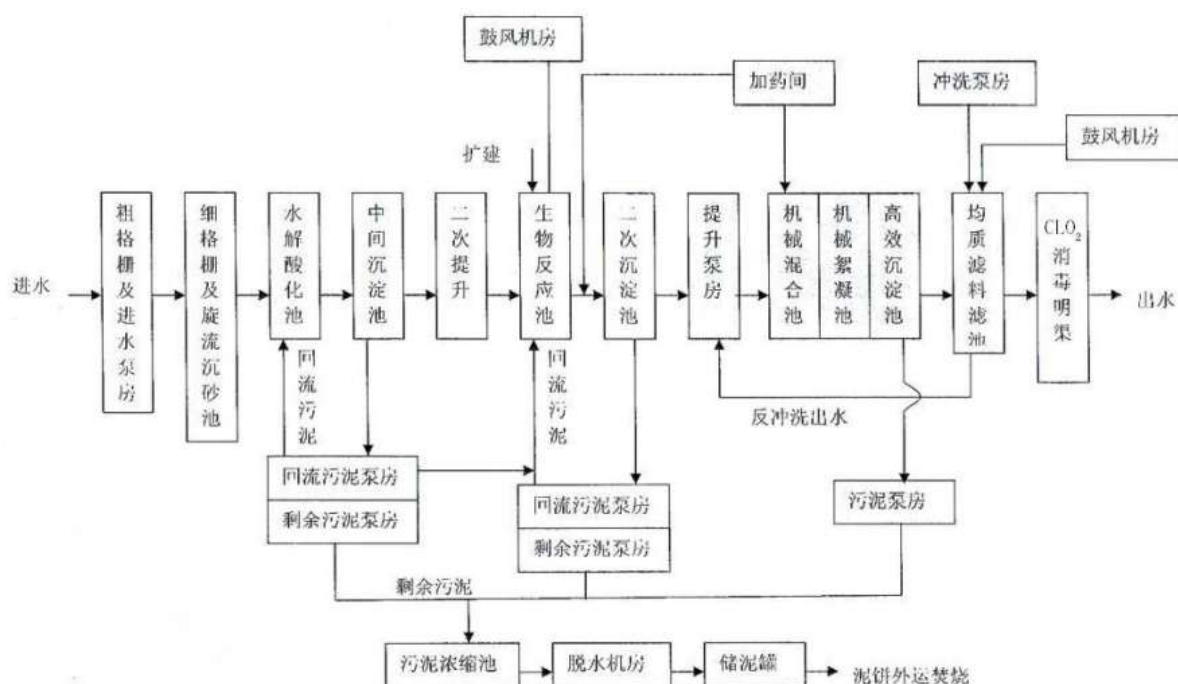 鼓风机房
加药间
冲洗泵房
鼓风机房
扩建
进水
粗格栅及进水泵房
细格栅及旋流沉砂池
水解酸化池
中间沉淀池
二次提升
生物反应池
二次沉淀池
提升泵房
机械混合池
机械絮凝池
高效沉淀池
均质滤料滤池
CLO₂消毒明渠
出水
回流污泥
回流污泥
反冲洗出水
回流污泥泵房
剩余污泥泵房
回流污泥泵房
剩余污泥泵房
污泥泵房
剩余污泥
污泥浓缩池
脱水机房
储泥罐
泥饼外运焚烧